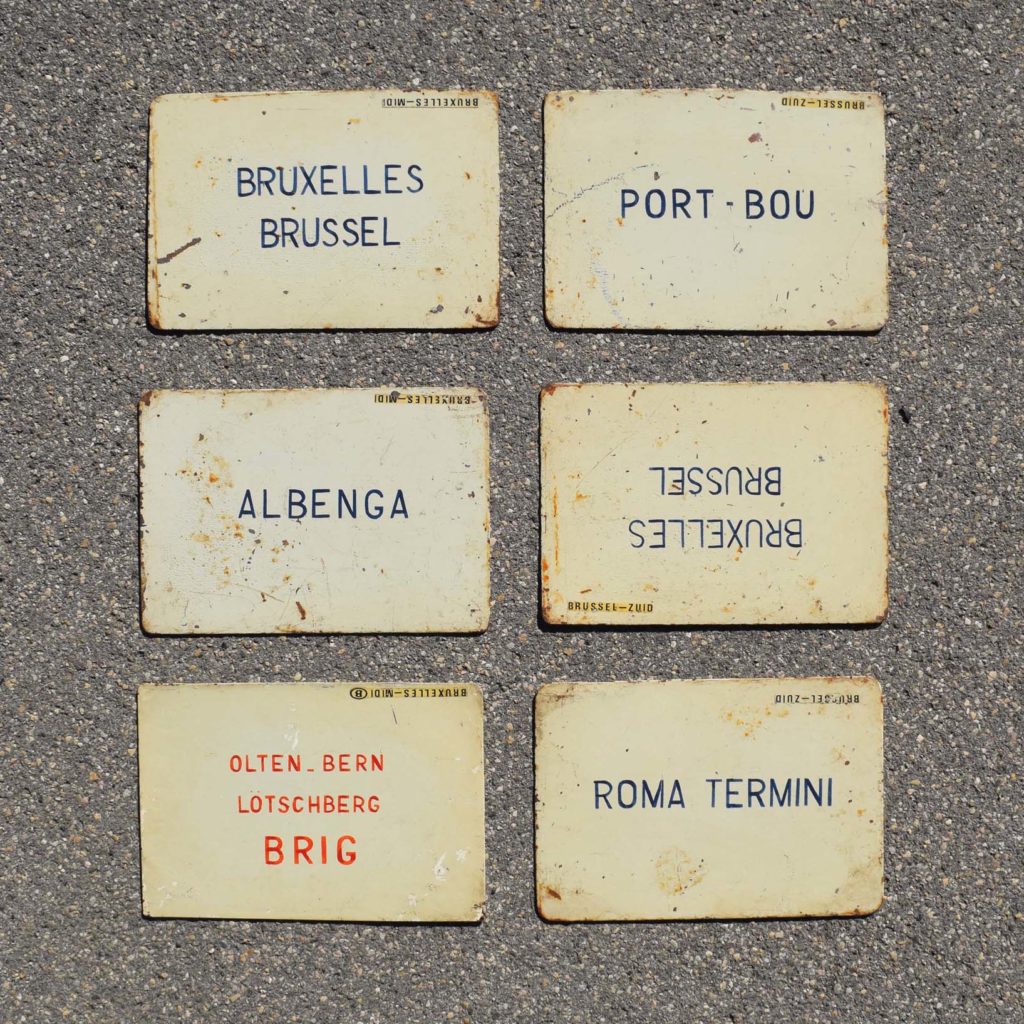 BRUXELLES-MIDI
BRUXELLES
BRUSSEL
BRUSSEL-ZUID
PORT - BOU
BRUXELLES-MIDI
ALBENGA
BRUXELLES
BRUSSEL
BRUSSEL-ZUID
BRUXELLES-MIDI Ⓑ
OLTEN_BERN
LÖTSCHBERG
BRIG
BRUSSEL-ZUID
ROMA TERMINI